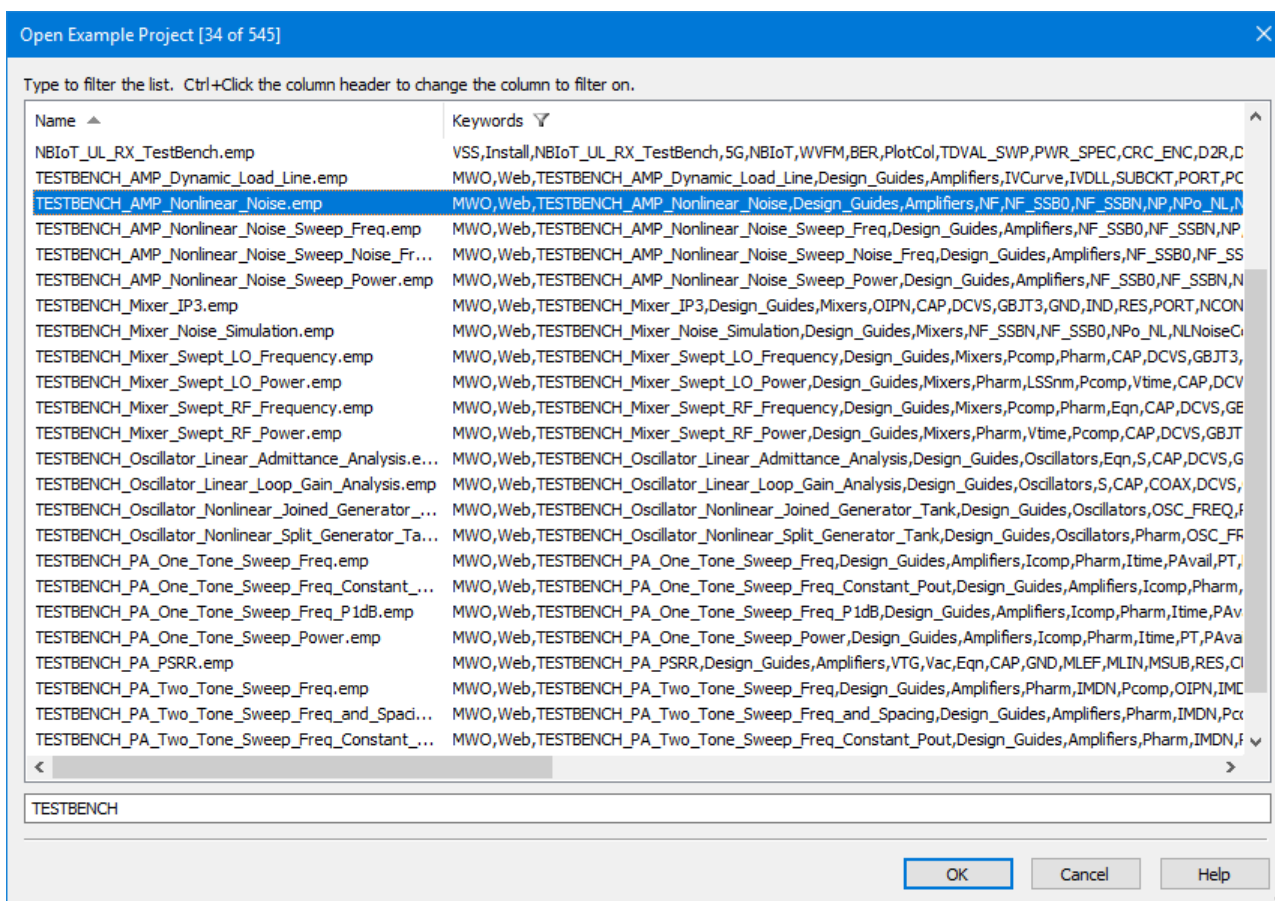 Open Example Project [34 of 545]
Type to filter the list.  Ctrl+Click the column header to change the column to filter on.
Name Keywords
NBIoT_UL_RX_TestBench.emp VSS,Install,NBIoT_UL_RX_TestBench,5G,NBIoT,WVFM,BER,PlotCol,TDVAL_SWP,PWR_SPEC,CRC_ENC,D2R,D
TESTBENCH_AMP_Dynamic_Load_Line.emp MWO,Web,TESTBENCH_AMP_Dynamic_Load_Line,Design_Guides,Amplifiers,IVCurve,IVDLL,SUBCKT,PORT,PC
TESTBENCH_AMP_Nonlinear_Noise.emp MWO,Web,TESTBENCH_AMP_Nonlinear_Noise,Design_Guides,Amplifiers,NF,NF_SSB0,NF_SSBN,NP,NPo_NL,N
TESTBENCH_AMP_Nonlinear_Noise_Sweep_Freq.emp MWO,Web,TESTBENCH_AMP_Nonlinear_Noise_Sweep_Freq,Design_Guides,Amplifiers,NF_SSB0,NF_SSBN,NP,
TESTBENCH_AMP_Nonlinear_Noise_Sweep_Noise_Fr... MWO,Web,TESTBENCH_AMP_Nonlinear_Noise_Sweep_Noise_Freq,Design_Guides,Amplifiers,NF_SSB0,NF_SS
TESTBENCH_AMP_Nonlinear_Noise_Sweep_Power.emp MWO,Web,TESTBENCH_AMP_Nonlinear_Noise_Sweep_Power,Design_Guides,Amplifiers,NF_SSB0,NF_SSBN,N
TESTBENCH_Mixer_IP3.emp MWO,Web,TESTBENCH_Mixer_IP3,Design_Guides,Mixers,OIPN,CAP,DCVS,GBJT3,GND,IND,RES,PORT,NCON
TESTBENCH_Mixer_Noise_Simulation.emp MWO,Web,TESTBENCH_Mixer_Noise_Simulation,Design_Guides,Mixers,NF_SSBN,NF_SSB0,NPo_NL,NLNoiseC
TESTBENCH_Mixer_Swept_LO_Frequency.emp MWO,Web,TESTBENCH_Mixer_Swept_LO_Frequency,Design_Guides,Mixers,Pcomp,Pharm,CAP,DCVS,GBJT3,
TESTBENCH_Mixer_Swept_LO_Power.emp MWO,Web,TESTBENCH_Mixer_Swept_LO_Power,Design_Guides,Mixers,Pharm,LSSnm,Pcomp,Vtime,CAP,DCV
TESTBENCH_Mixer_Swept_RF_Frequency.emp MWO,Web,TESTBENCH_Mixer_Swept_RF_Frequency,Design_Guides,Mixers,Pcomp,Pharm,Eqn,CAP,DCVS,GB
TESTBENCH_Mixer_Swept_RF_Power.emp MWO,Web,TESTBENCH_Mixer_Swept_RF_Power,Design_Guides,Mixers,Pharm,Vtime,Pcomp,CAP,DCVS,GBJT
TESTBENCH_Oscillator_Linear_Admittance_Analysis.e... MWO,Web,TESTBENCH_Oscillator_Linear_Admittance_Analysis,Design_Guides,Oscillators,Eqn,S,CAP,DCVS,G
TESTBENCH_Oscillator_Linear_Loop_Gain_Analysis.emp MWO,Web,TESTBENCH_Oscillator_Linear_Loop_Gain_Analysis,Design_Guides,Oscillators,S,CAP,COAX,DCVS,
TESTBENCH_Oscillator_Nonlinear_Joined_Generator_... MWO,Web,TESTBENCH_Oscillator_Nonlinear_Joined_Generator_Tank,Design_Guides,Oscillators,OSC_FREQ,
TESTBENCH_Oscillator_Nonlinear_Split_Generator_Ta... MWO,Web,TESTBENCH_Oscillator_Nonlinear_Split_Generator_Tank,Design_Guides,Oscillators,Pharm,OSC_FR
TESTBENCH_PA_One_Tone_Sweep_Freq.emp MWO,Web,TESTBENCH_PA_One_Tone_Sweep_Freq,Design_Guides,Amplifiers,Icomp,Pharm,Itime,PAvail,PT,
TESTBENCH_PA_One_Tone_Sweep_Freq_Constant_... MWO,Web,TESTBENCH_PA_One_Tone_Sweep_Freq_Constant_Pout,Design_Guides,Amplifiers,Icomp,Pharm,
TESTBENCH_PA_One_Tone_Sweep_Freq_P1dB.emp MWO,Web,TESTBENCH_PA_One_Tone_Sweep_Freq_P1dB,Design_Guides,Amplifiers,Icomp,Pharm,Itime,PAv
TESTBENCH_PA_One_Tone_Sweep_Power.emp MWO,Web,TESTBENCH_PA_One_Tone_Sweep_Power,Design_Guides,Amplifiers,Icomp,Pharm,Itime,PT,PAva
TESTBENCH_PA_PSRR.emp MWO,Web,TESTBENCH_PA_PSRR,Design_Guides,Amplifiers,VTG,Vac,Eqn,CAP,GND,MLEF,MLIN,MSUB,RES,C
TESTBENCH_PA_Two_Tone_Sweep_Freq.emp MWO,Web,TESTBENCH_PA_Two_Tone_Sweep_Freq,Design_Guides,Amplifiers,Pharm,IMDN,Pcomp,OIPN,IMD
TESTBENCH_PA_Two_Tone_Sweep_Freq_and_Spaci... MWO,Web,TESTBENCH_PA_Two_Tone_Sweep_Freq_and_Spacing,Design_Guides,Amplifiers,Pharm,IMDN,Pco
TESTBENCH_PA_Two_Tone_Sweep_Freq_Constant_... MWO,Web,TESTBENCH_PA_Two_Tone_Sweep_Freq_Constant_Pout,Design_Guides,Amplifiers,Pharm,IMDN,
TESTBENCH
OK Cancel Help